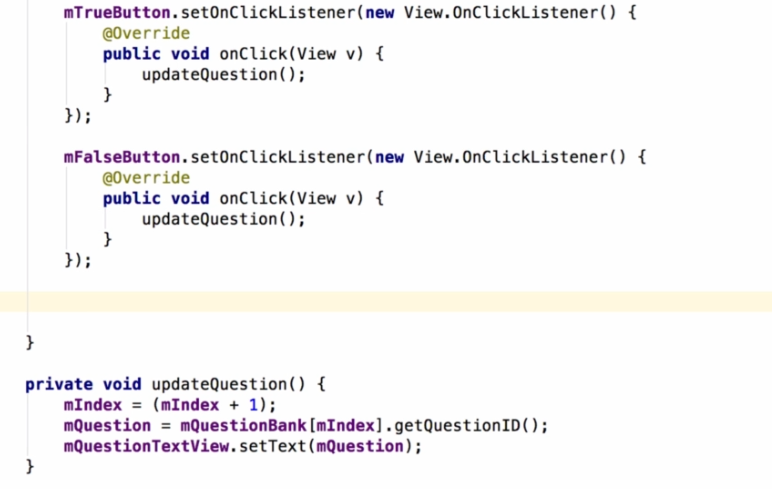 mTrueButton.setOnClickListener(new View.OnClickListener() {
@Override
public void onClick(View v) {
updateQuestion();
}
});
mFalseButton.setOnClickListener(new View.OnClickListener() {
@Override
public void onClick(View v) {
updateQuestion();
}
});
}
private void updateQuestion() {
mIndex = (mIndex + 1);
mQuestion = mQuestionBank[mIndex].getQuestionID();
mQuestionTextView.setText(mQuestion);
}